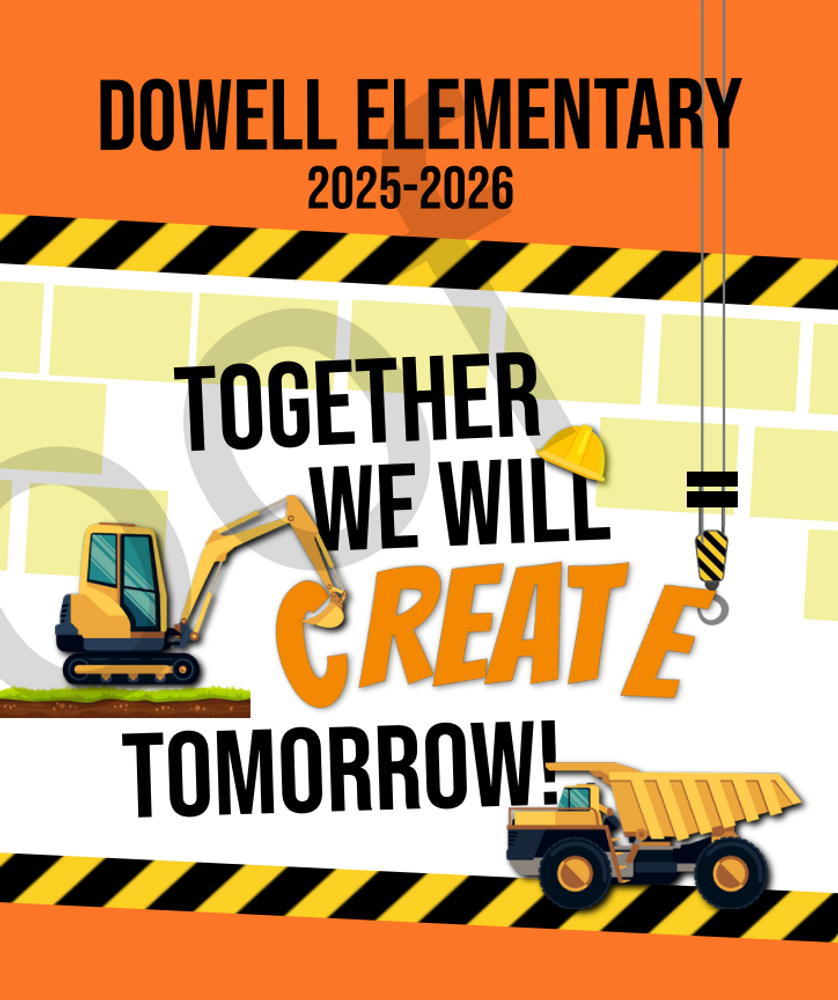 DOWELL ELEMENTARY
2025-2026
TOGETHER
WE WILL
CREATE
TOMORROW!